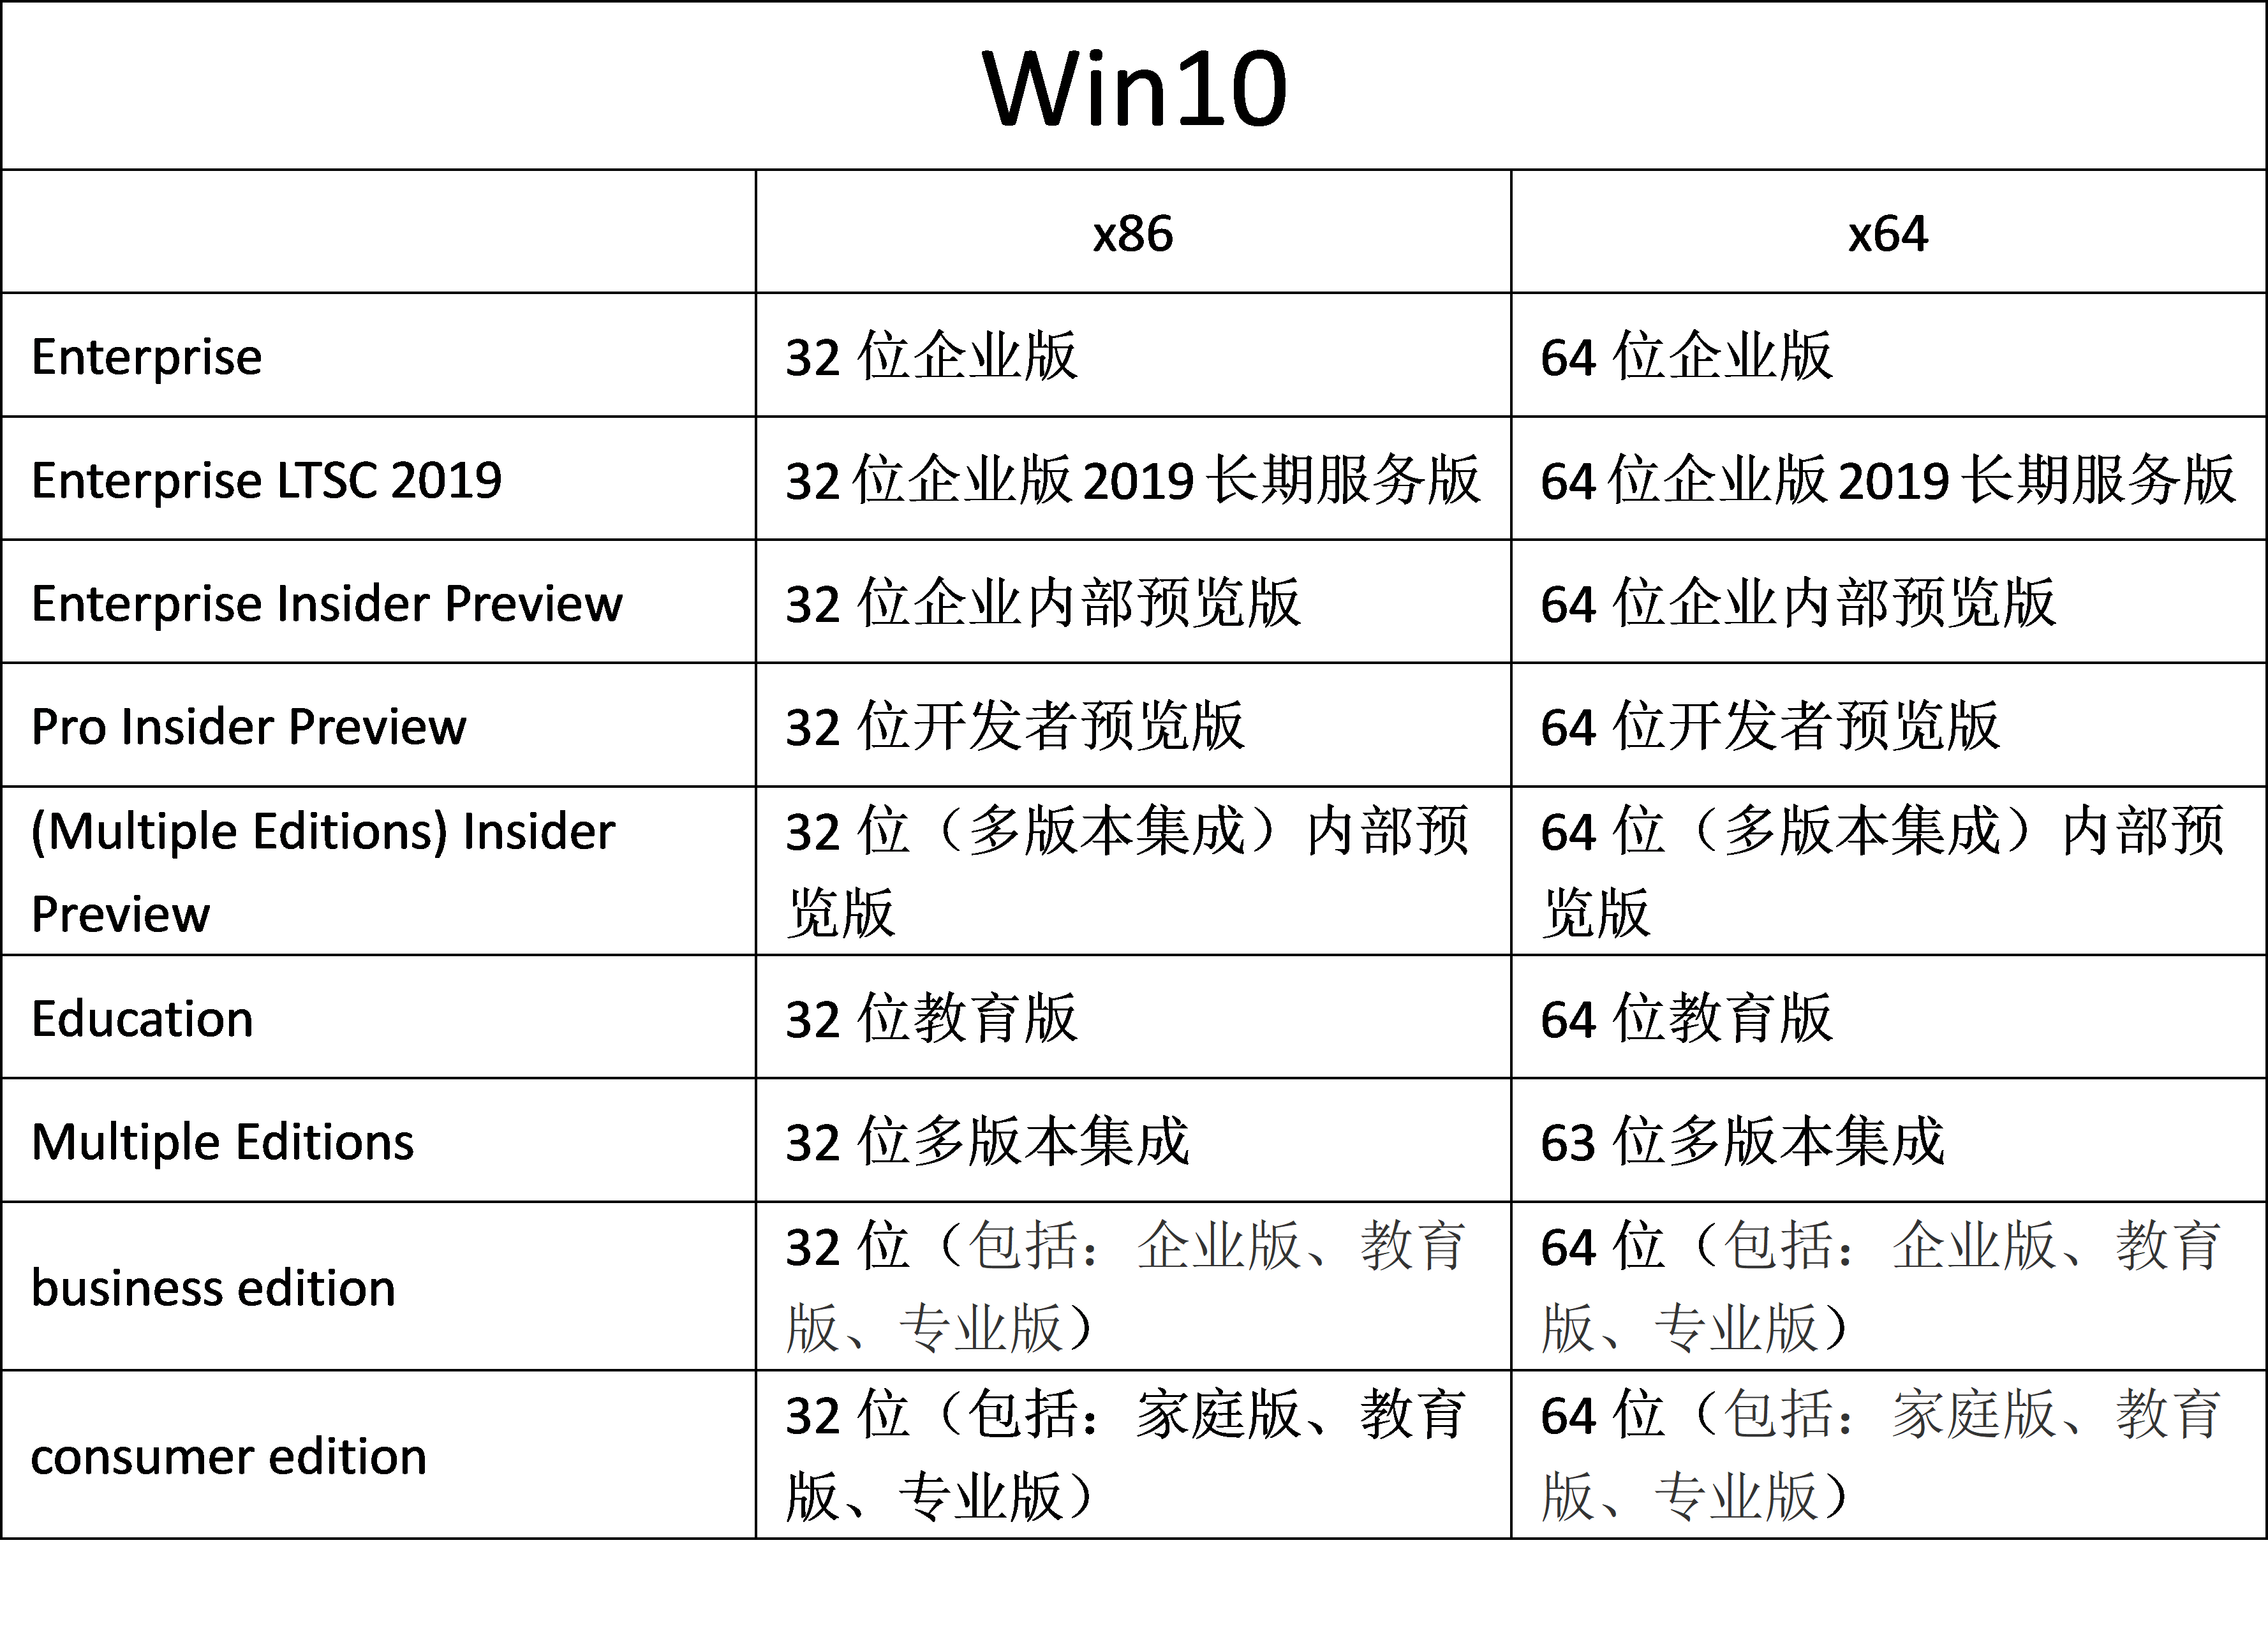 Win10
x86 x64
Enterprise 32 位企业版 64 位企业版
Enterprise LTSC 2019 32 位企业版 2019 长期服务版 64 位企业版 2019 长期服务版
Enterprise Insider Preview 32 位企业内部预览版 64 位企业内部预览版
Pro Insider Preview 32 位开发者预览版 64 位开发者预览版
(Multiple Editions) Insider 32 位（多版本集成）内部预 64 位（多版本集成）内部预
Preview 览版 览版
Education 32 位教育版 64 位教育版
Multiple Editions 32 位多版本集成 63 位多版本集成
business edition
32 位（包括：企业版、教育 64 位（包括：企业版、教育
版、专业版） 版、专业版）
consumer edition
32 位（包括：家庭版、教育 64 位（包括：家庭版、教育
版、专业版） 版、专业版）